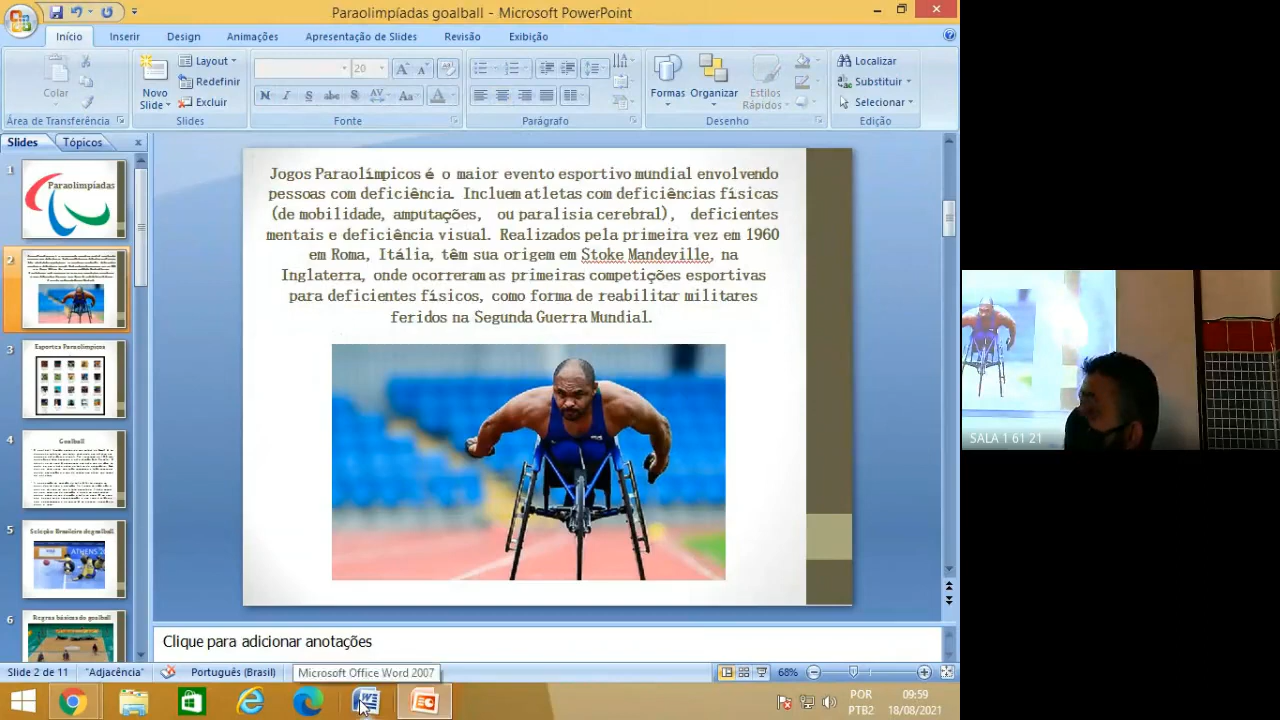 Paraolimpíadas goalball - Microsoft PowerPoint
Início Inserir Design Animações Apresentação de Slides Revisão Exibição
Colar
Área de Transferência
Novo
Slide
Layout
Redefinir
Excluir
Slides
20
Fonte
Parágrafo
Formas Organizar Estilos
Rápidos
Desenho
Localizar
Substituir
Selecionar
Edição
Slides Tópicos
1
Paraolimpíadas
2
3
Esportes Paraolímpicos
4
Goalball
5
Seleção Brasileira de goalball
6
Regras básicas do goalball
Jogos Paraolímpicos é o maior evento esportivo mundial envolvendo
pessoas com deficiência. Incluem atletas com deficiências físicas
(de mobilidade, amputações, ou paralisia cerebral), deficientes
mentais e deficiência visual. Realizados pela primeira vez em 1960
em Roma, Itália, têm sua origem em Stoke Mandeville, na
Inglaterra, onde ocorreram as primeiras competições esportivas
para deficientes físicos, como forma de reabilitar militares
feridos na Segunda Guerra Mundial.
SALA 1 61 21
Clique para adicionar anotações
Slide 2 de 11 "Adjacência" Português (Brasil) Microsoft Office Word 2007 68%
POR
PTB2
09:59
18/08/2021